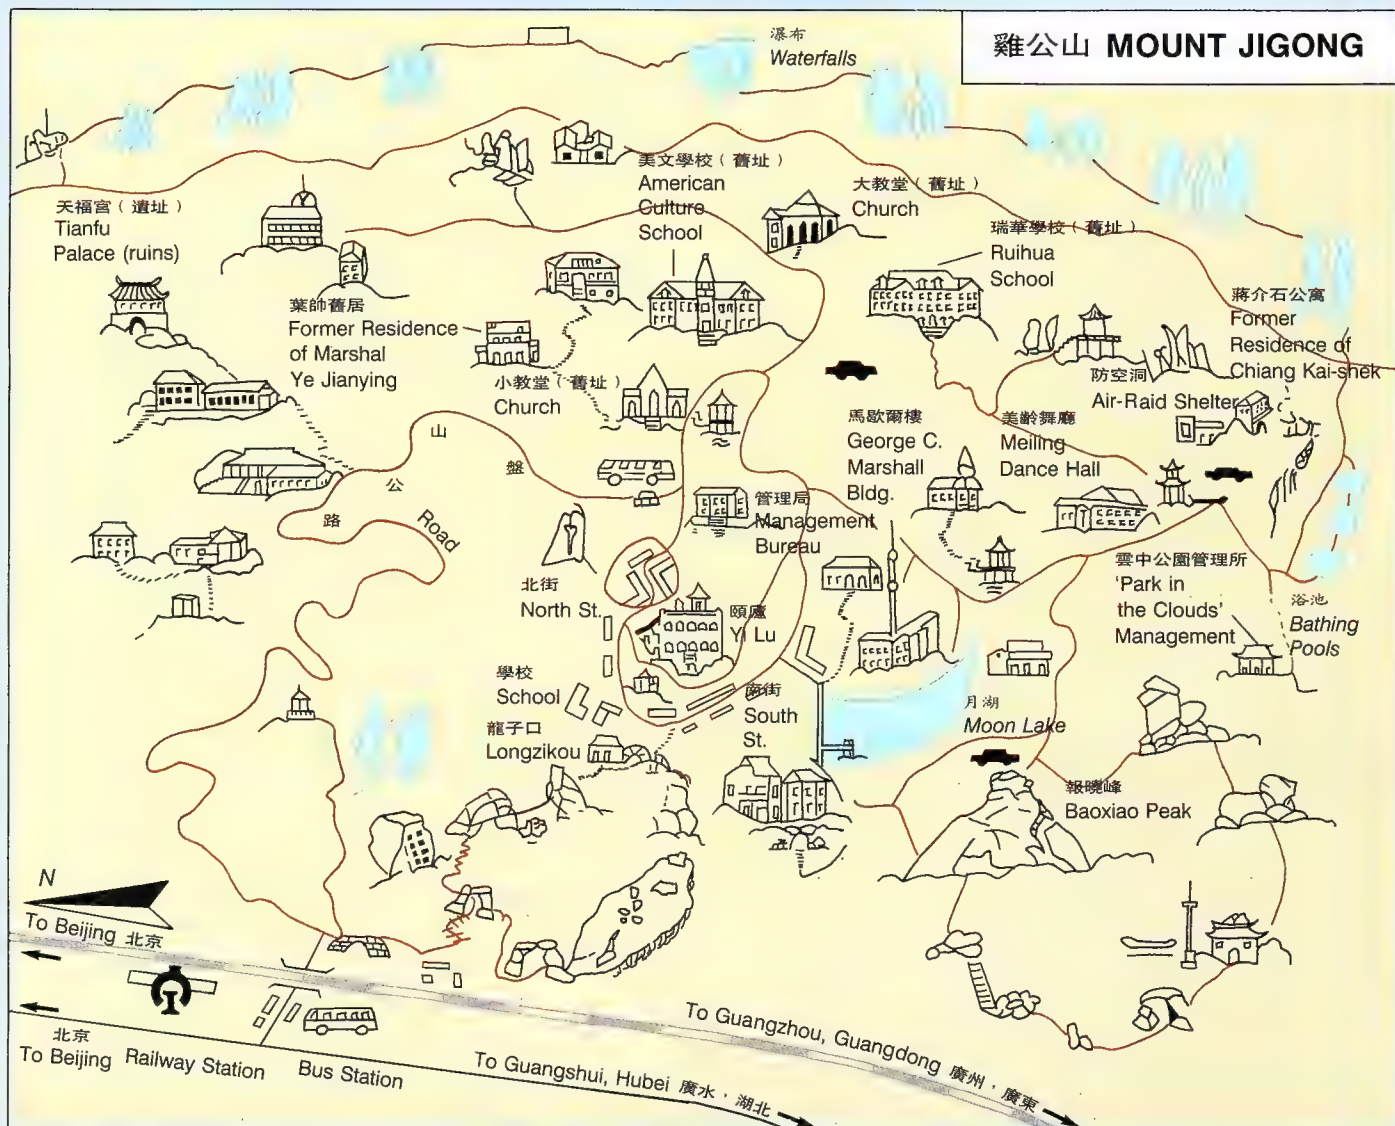 雞公山 MOUNT JIGONG
瀑布
Waterfalls
美文學校（舊址）
American
Culture
School
大教堂（舊址）
Church
天福宮（遺址）
Tianfu
Palace (ruins)
瑞華學校（舊址）
Ruihua
School
葉帥舊居
Former Residence
of Marshal
Ye Jianying
蔣介石公寓
Former
Residence of
Chiang Kai-shek
小教堂（舊址）
Church
防空洞
Air-Raid Shelter
馬歇爾樓
George C.
Marshall
Bldg.
美齡舞廳
Meiling
Dance Hall
山
盤
公
路
Road
管理局
Management
Bureau
北街
North St.
頤廬
Yi Lu
雲中公園管理所
'Park in
the Clouds'
Management
浴池
Bathing
Pools
學校
School
南街
South
St.
月湖
Moon Lake
龍子口
Longzikou
報曉峰
Baoxiao Peak
N
To Beijing 北京
北京
To Beijing
Railway Station
Bus Station
To Guangzhou, Guangdong 廣州，廣東
To Guangshui, Hubei 廣水，湖北